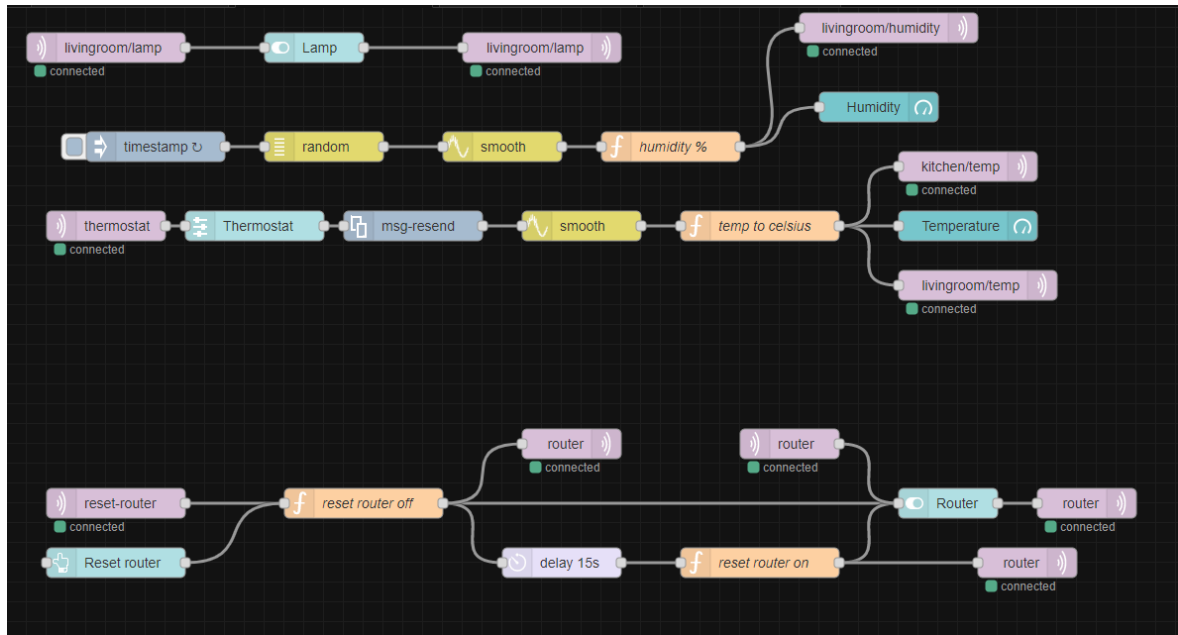 livingroom/humidity
connected
livingroom/lamp
Lamp
livingroom/lamp
connected
connected
Humidity
timestamp ↻
random
smooth
humidity %
kitchen/temp
connected
thermostat
Thermostat
msg-resend
smooth
temp to celsius
Temperature
connected
livingroom/temp
connected
router
router
connected
connected
reset-router
reset router off
Router
router
connected
connected
Reset router
delay 15s
reset router on
router
connected